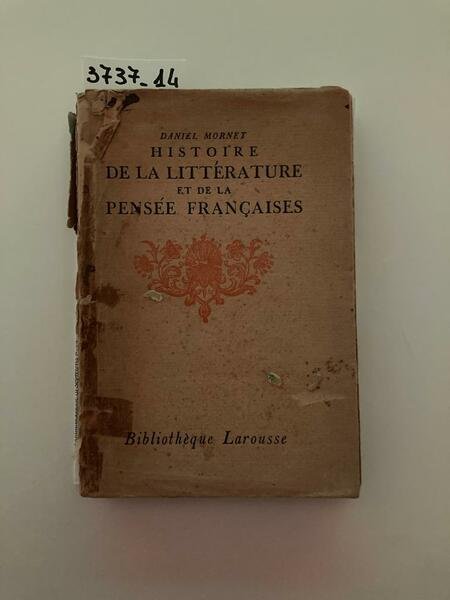 3737_14
DANIEL MORNET
HISTOIRE
DE LA LITTÉRATURE
ET DE LA
PENSÉE FRANÇAISES
Bibliothèque Larousse